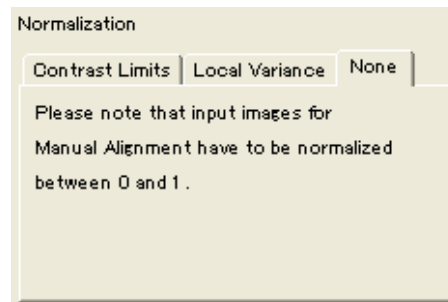 Normalization
Contrast Limits Local Variance None
Please note that input images for
Manual Alignment have to be normalized
between 0 and 1.